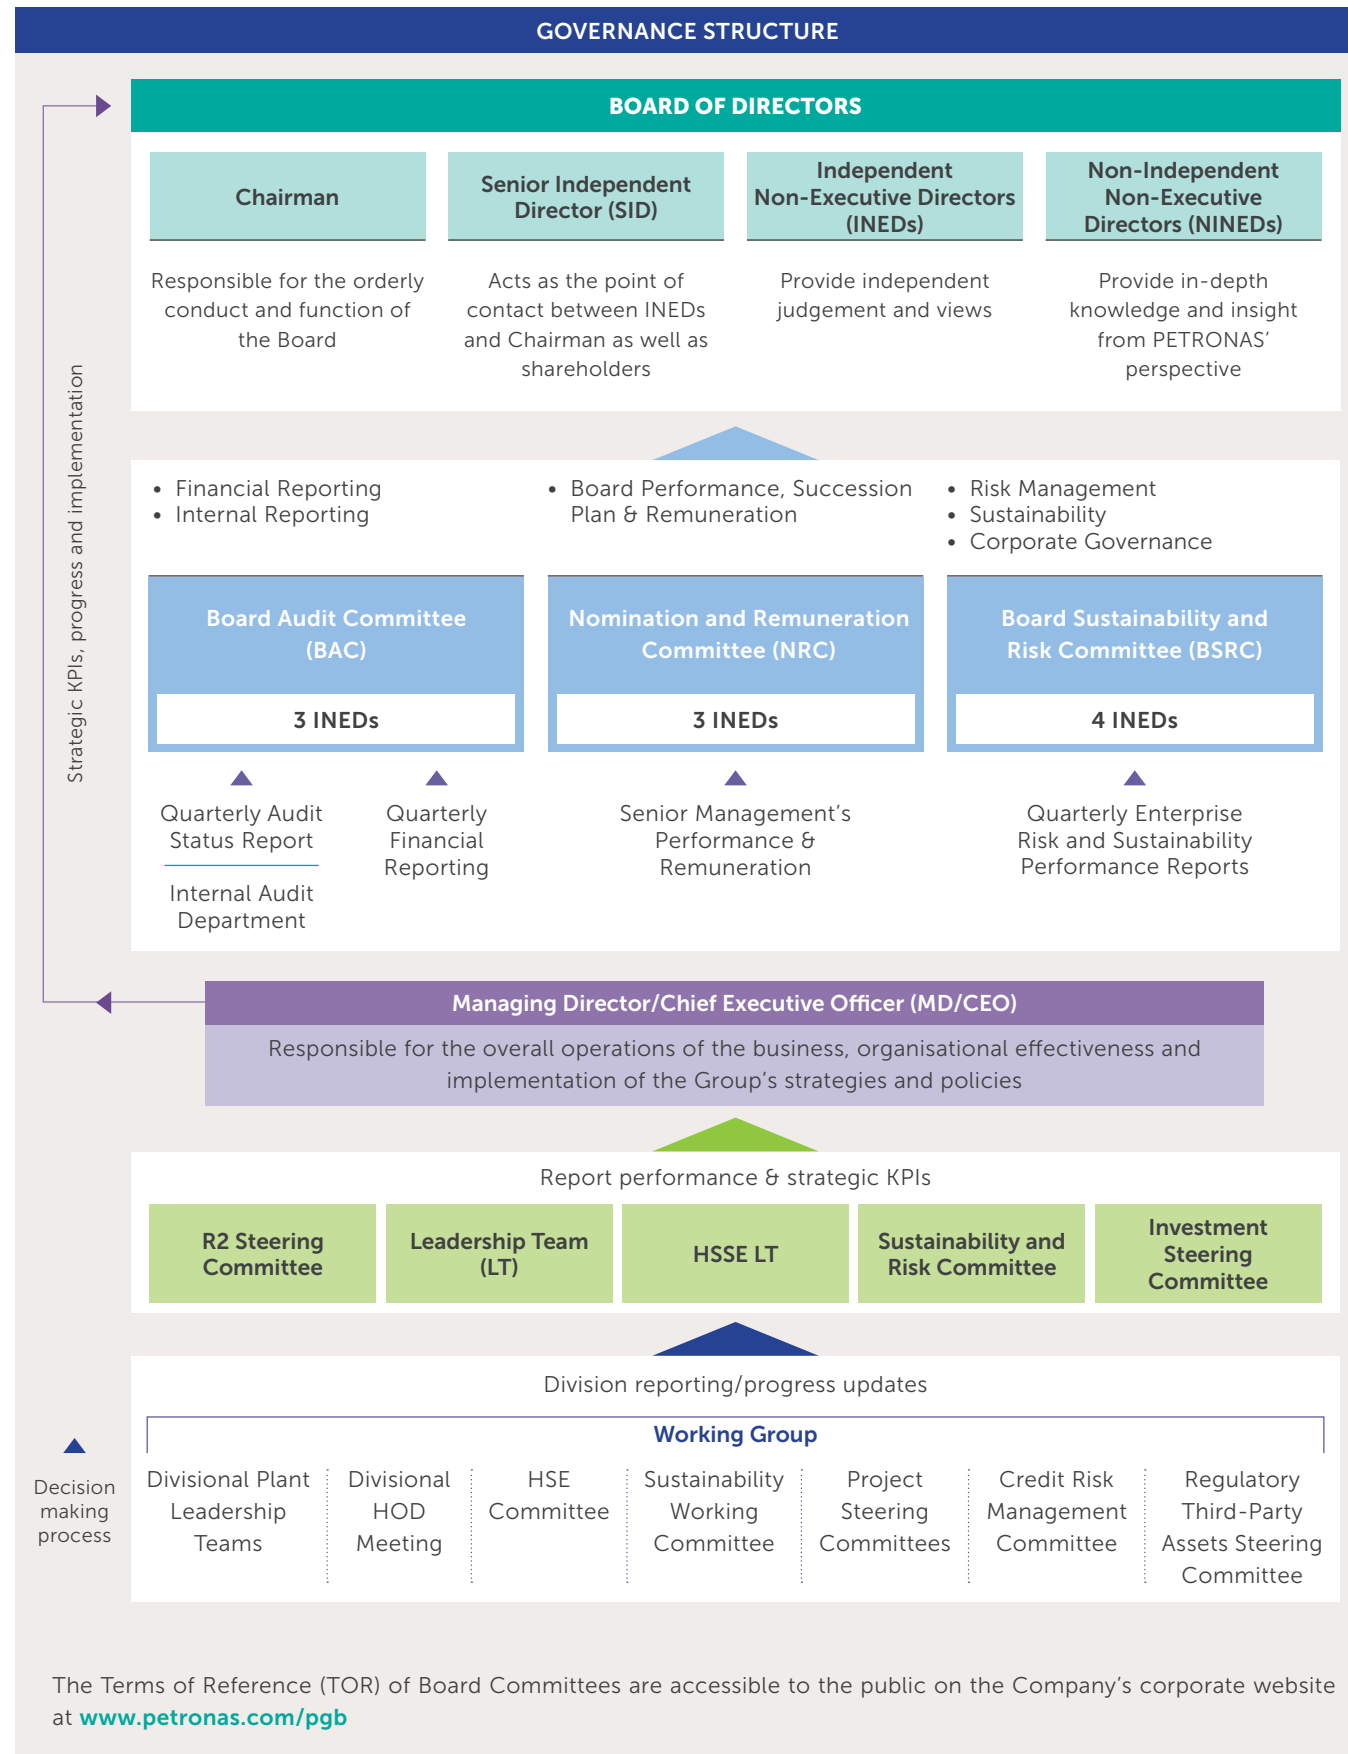 GOVERNANCE STRUCTURE
BOARD OF DIRECTORS
Chairman
Responsible for the orderly
conduct and function of
the Board
Senior Independent
Director (SID)
Acts as the point of
contact between INEDs
and Chairman as well as
shareholders
Independent
Non-Executive Directors
(INEDs)
Provide independent
judgement and views
Non-Independent
Non-Executive
Directors (NINEDs)
Provide in-depth
knowledge and insight
from PETRONAS’
perspective
Strategic KPIs, progress and implementation
• Financial Reporting
• Internal Reporting
Board Audit Committee
(BAC)
3 INEDs
Quarterly Audit
Status Report
Internal Audit
Department
Quarterly
Financial
Reporting
• Board Performance, Succession
Plan & Remuneration
Nomination and Remuneration
Committee (NRC)
3 INEDs
Senior Management’s
Performance &
Remuneration
• Risk Management
• Sustainability
• Corporate Governance
Board Sustainability and
Risk Committee (BSRC)
4 INEDs
Quarterly Enterprise
Risk and Sustainability
Performance Reports
Managing Director/Chief Executive Officer (MD/CEO)
Responsible for the overall operations of the business, organisational effectiveness and
implementation of the Group’s strategies and policies
Report performance & strategic KPIs
R2 Steering
Committee
Leadership Team
(LT)
HSSE LT
Sustainability and
Risk Committee
Investment
Steering
Committee
Division reporting/progress updates
Working Group
Decision
making
process
Divisional Plant
Leadership
Teams
Divisional
HOD
Meeting
HSE
Committee
Sustainability
Working
Committee
Project
Steering
Committees
Credit Risk
Management
Committee
Regulatory
Third-Party
Assets Steering
Committee
The Terms of Reference (TOR) of Board Committees are accessible to the public on the Company’s corporate website
at www.petronas.com/pgb